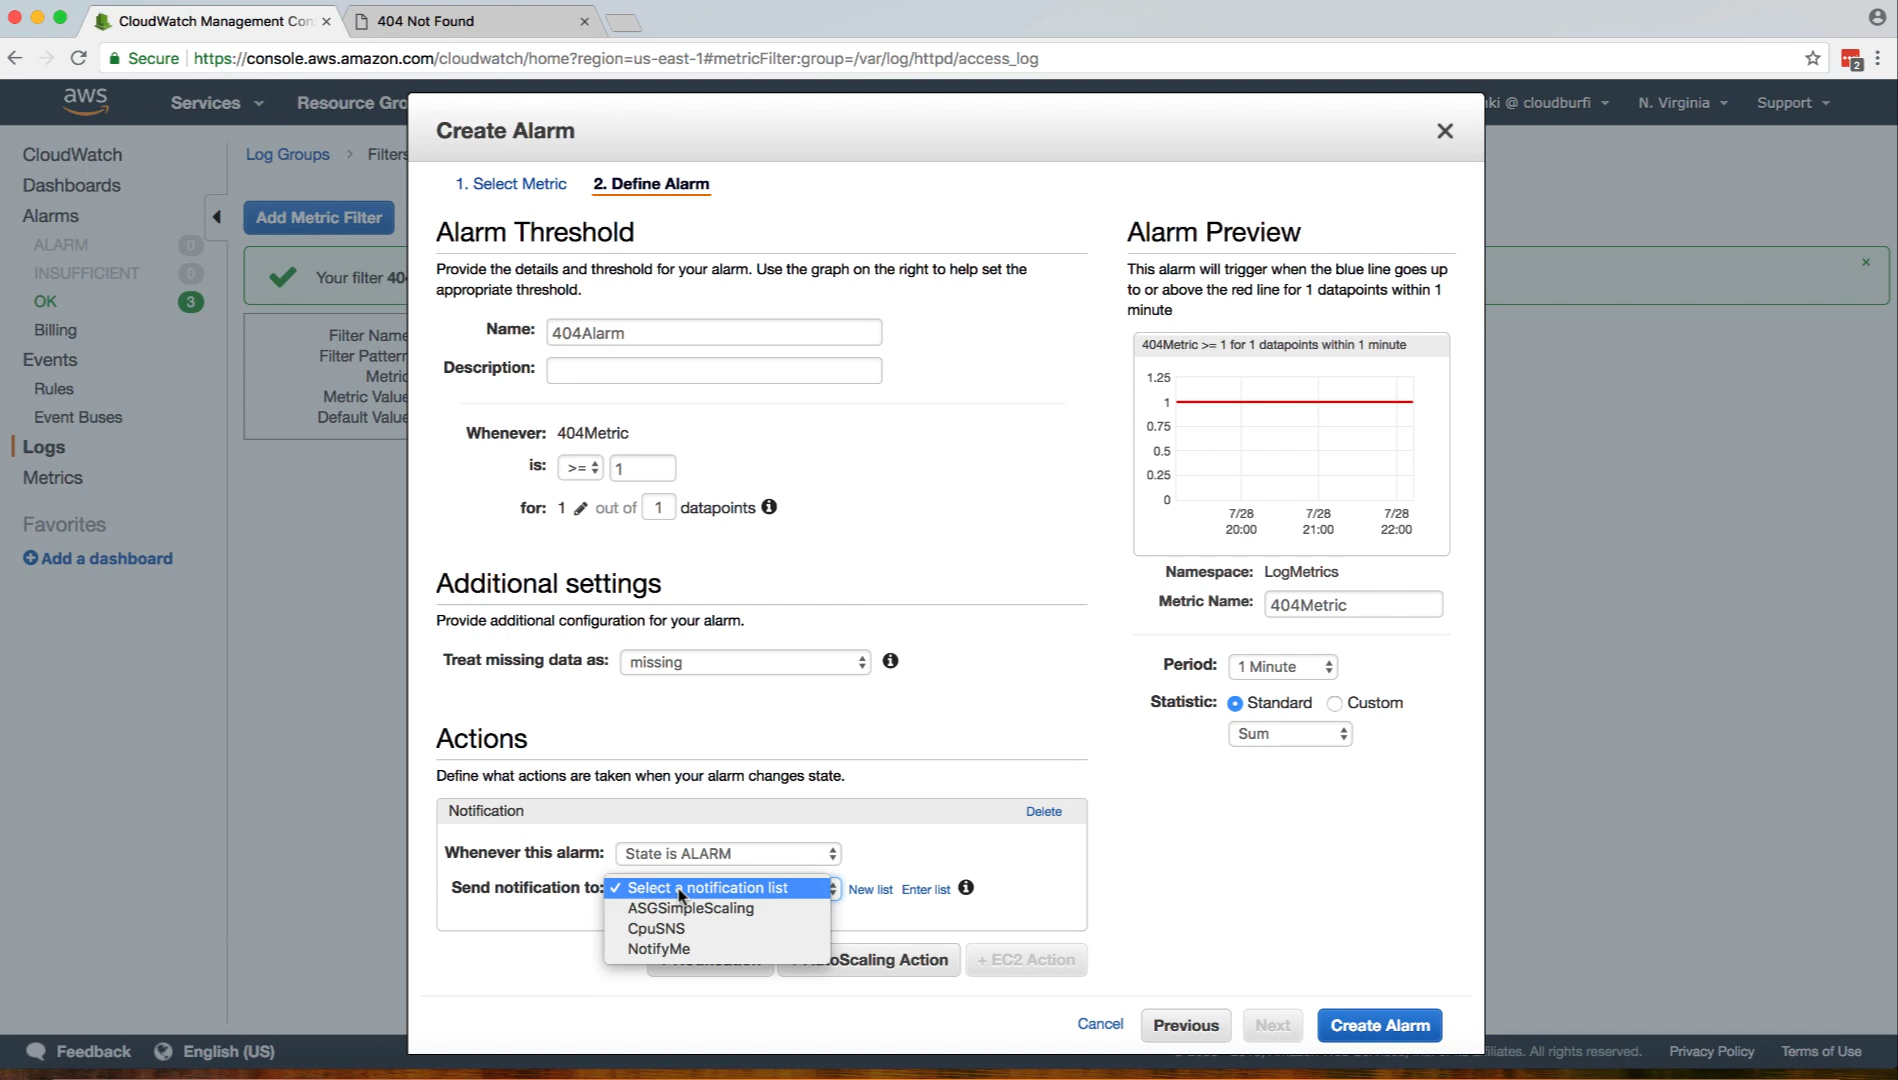 CloudWatch Management Con
404 Not Found
Secure https://console.aws.amazon.com/cloudwatch/home?region=us-east-1#metricFilter:group=/var/log/httpd/access_log
2
aws
Services
Resource Gro
ki @ cloudburfi
N. Virginia
Support
CloudWatch
Dashboards
Alarms
ALARM 0
INSUFFICIENT 0
OK 3
Billing
Events
Rules
Event Buses
Logs
Metrics
Favorites
Add a dashboard
Log Groups > Filters
Add Metric Filter
Your filter 40
Filter Name
Filter Pattern
Metric
Metric Value
Default Value
Create Alarm
1. Select Metric 2. Define Alarm
Alarm Threshold
Provide the details and threshold for your alarm. Use the graph on the right to help set the
appropriate threshold.
Name: 404Alarm
Description:
Whenever: 404Metric
is: >= 1
for: 1 out of 1 datapoints
Additional settings
Provide additional configuration for your alarm.
Treat missing data as: missing
Actions
Define what actions are taken when your alarm changes state.
Notification Delete
Whenever this alarm: State is ALARM
Send notification to: Select a notification list New list Enter list
ASGSimpleScaling
CpuSNS
NotifyMe
oScaling Action
+ EC2 Action
Alarm Preview
This alarm will trigger when the blue line goes up
to or above the red line for 1 datapoints within 1
minute
404Metric >= 1 for 1 datapoints within 1 minute
1.25
1
0.75
0.5
0.25
0
7/28 7/28 7/28
20:00 21:00 22:00
Namespace: LogMetrics
Metric Name: 404Metric
Period: 1 Minute
Statistic: Standard Custom
Sum
Cancel Previous Next Create Alarm
Feedback English (US)
filiates. All rights reserved. Privacy Policy Terms of Use